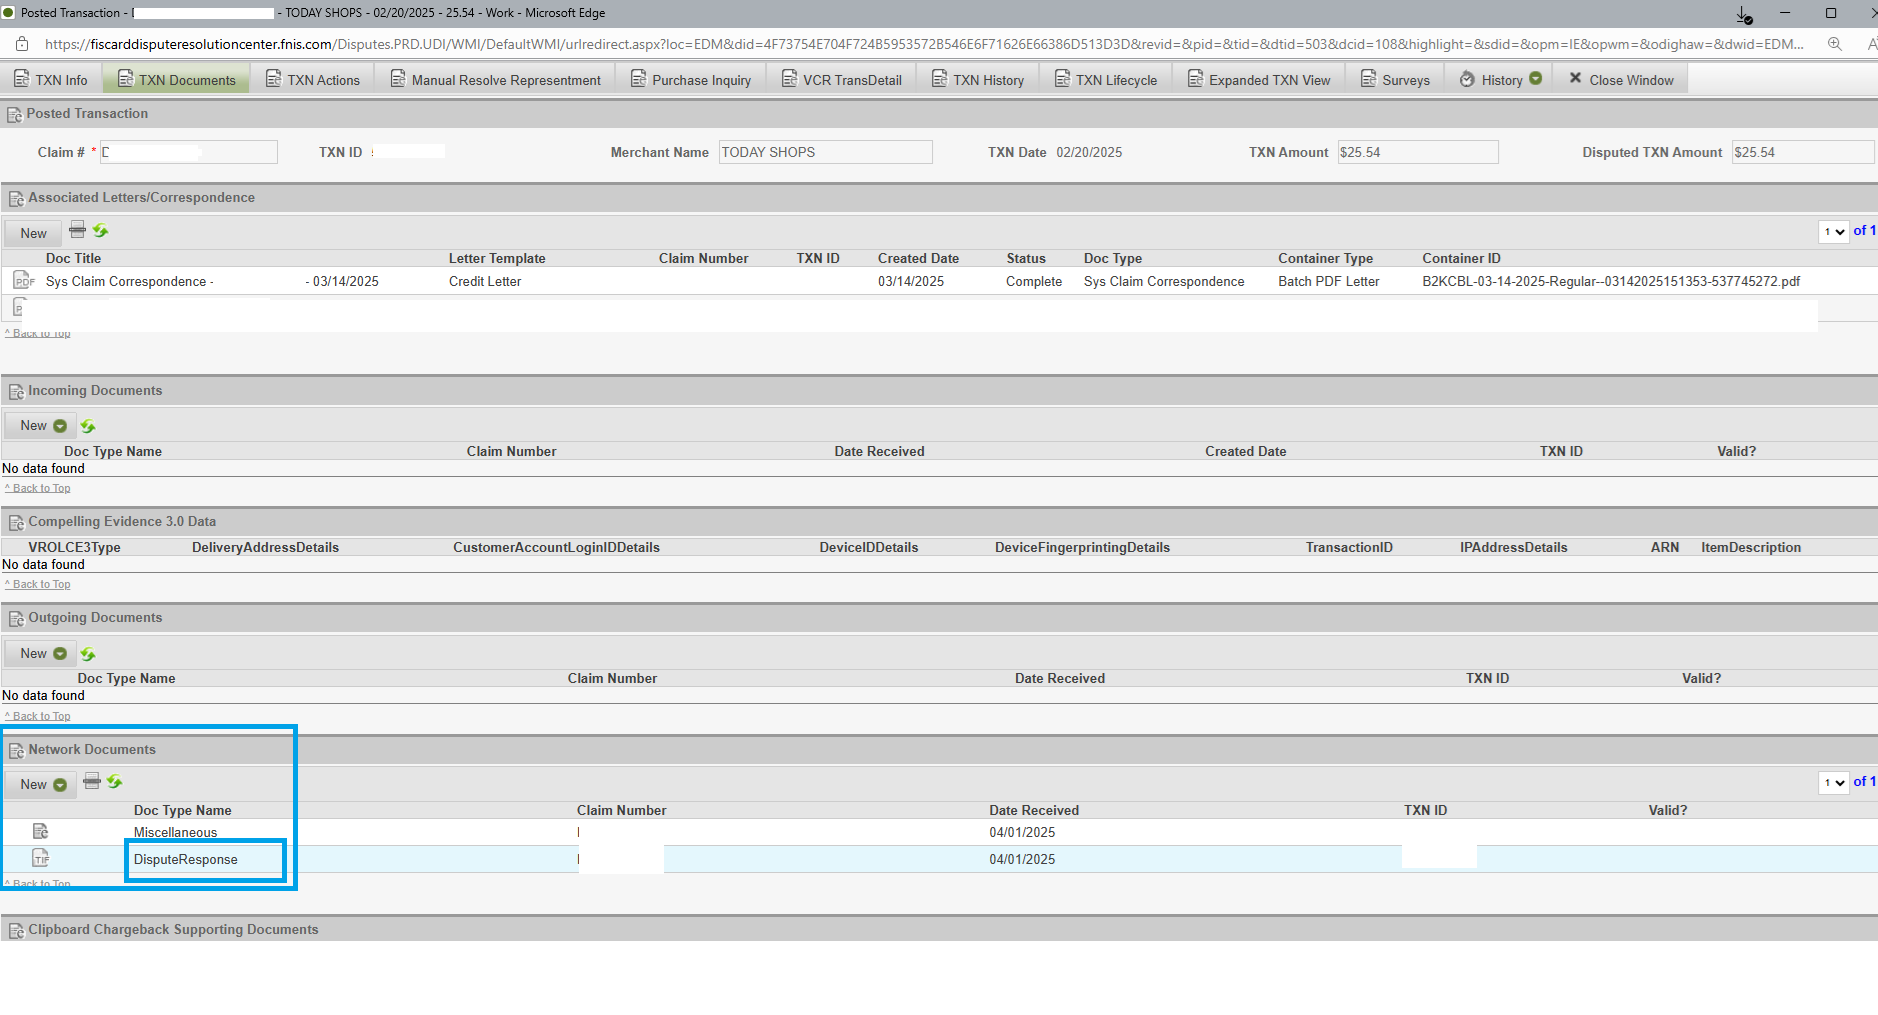 Posted Transaction - - TODAY SHOPS - 02/20/2025 - 25.54 - Work - Microsoft Edge
https://fiscarddisputeresolutioncenter.fnis.com/Disputes.PRD.UDI/WMI/DefaultWMI/urlredirect.aspx?loc=EDM&did=4F73754E704F724B5953572B546E6F71626E66386D513D3D&revid=&pid=&tid=&dtid=503&dcid=108&highlight=&sdid=&opm=IE&opwm=&odighaw=&dwid=EDM...
TXN Info TXN Documents TXN Actions Manual Resolve Representment Purchase Inquiry VCR TransDetail TXN History TXN Lifecycle Expanded TXN View Surveys History Close Window
Posted Transaction
Claim # * TXN ID Merchant Name TODAY SHOPS TXN Date 02/20/2025 TXN Amount $25.54 Disputed TXN Amount $25.54
Associated Letters/Correspondence
New 1 of 1
Doc Title Letter Template Claim Number TXN ID Created Date Status Doc Type Container Type Container ID
PDF Sys Claim Correspondence - - 03/14/2025 Credit Letter 03/14/2025 Complete Sys Claim Correspondence Batch PDF Letter B2KCBL-03-14-2025-Regular--03142025151353-537745272.pdf
^ Back to Top
Incoming Documents
New
Doc Type Name Claim Number Date Received Created Date TXN ID Valid?
No data found
^ Back to Top
Compelling Evidence 3.0 Data
VROLCE3Type DeliveryAddressDetails CustomerAccountLoginIDDetails DeviceIDDetails DeviceFingerprintingDetails TransactionID IPAddressDetails ARN ItemDescription
No data found
^ Back to Top
Outgoing Documents
New
Doc Type Name Claim Number Date Received TXN ID Valid?
No data found
^ Back to Top
Network Documents
New 1 of 1
Doc Type Name Claim Number Date Received TXN ID Valid?
Miscellaneous 04/01/2025
TIF DisputeResponse 04/01/2025
^ Back to Top
Clipboard Chargeback Supporting Documents